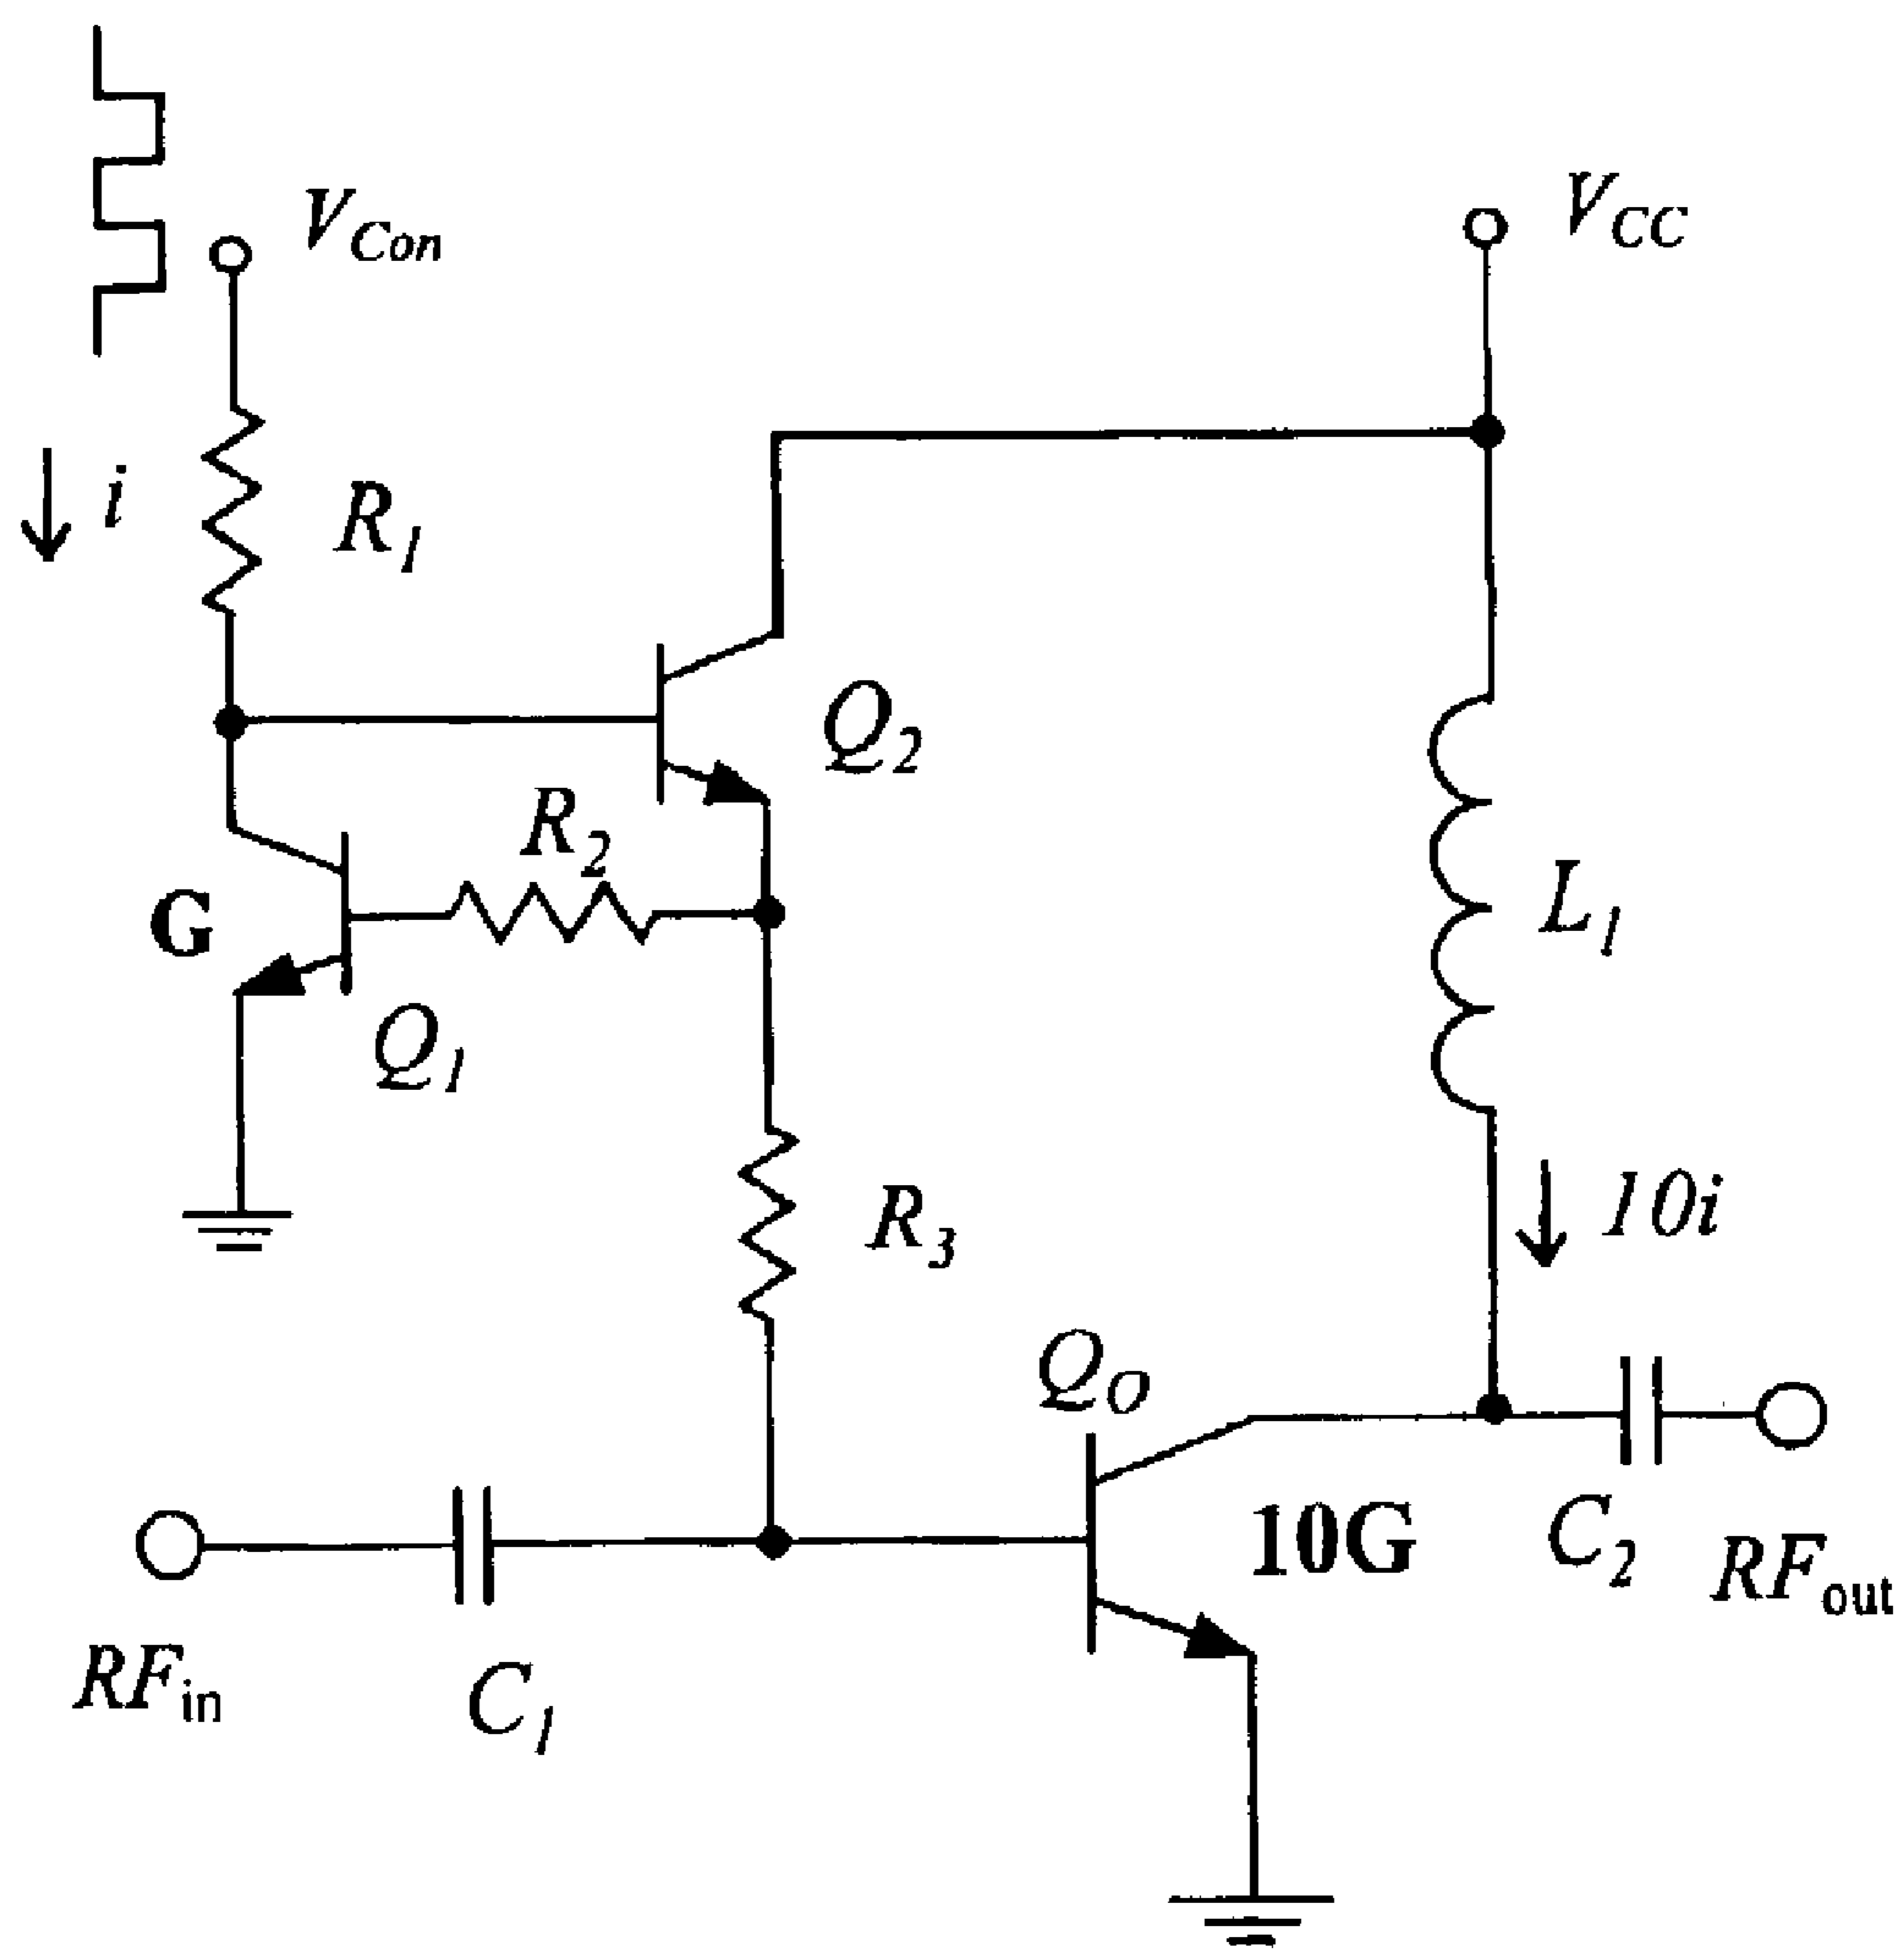 V_Con
V_CC
i
R_1
Q_2
R_2
G
L_1
Q_1
10i
R_3
Q_O
10G
C_2
RF_out
RF_in
C_1